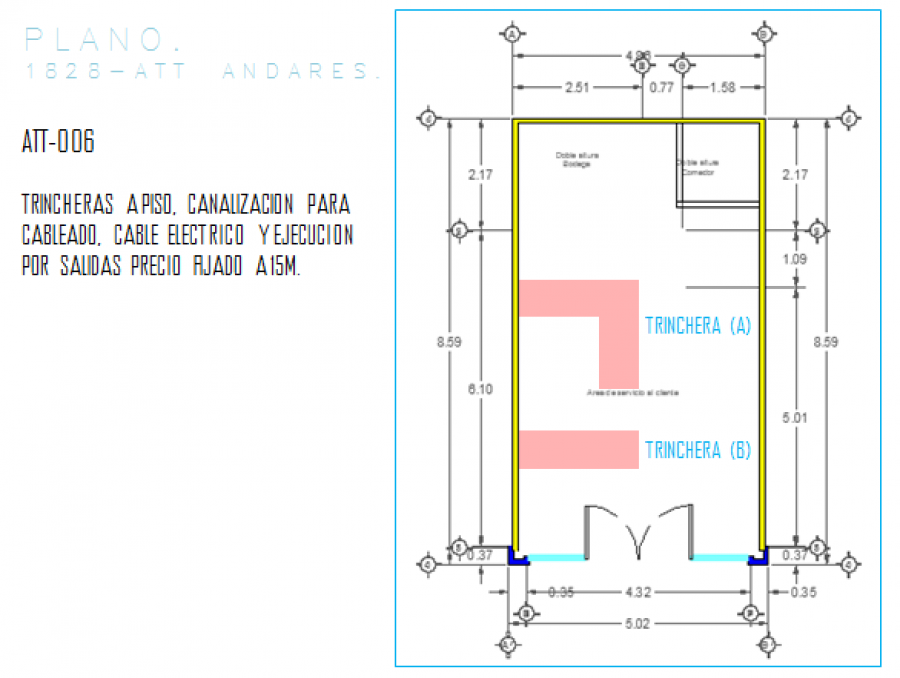 PLANO.
1828-ATT ANDARES.
ATT-006
TRINCHERAS A PISO, CANALIZACION PARA
CABLEADO, CABLE ELECTRICO Y EJECUCION
POR SALIDAS PRECIO FIJADO A 15M.
A
B
4.96
2.51
0.77
1.58
Doble altura
Bodega
Doble altura
Comedor
2.17
2.17
1.09
TRINCHERA (A)
8.59
8.59
6.10
Area de servicio al cliente
5.01
TRINCHERA (B)
0.37
0.37
0.35
4.32
0.35
5.02
A'
B'